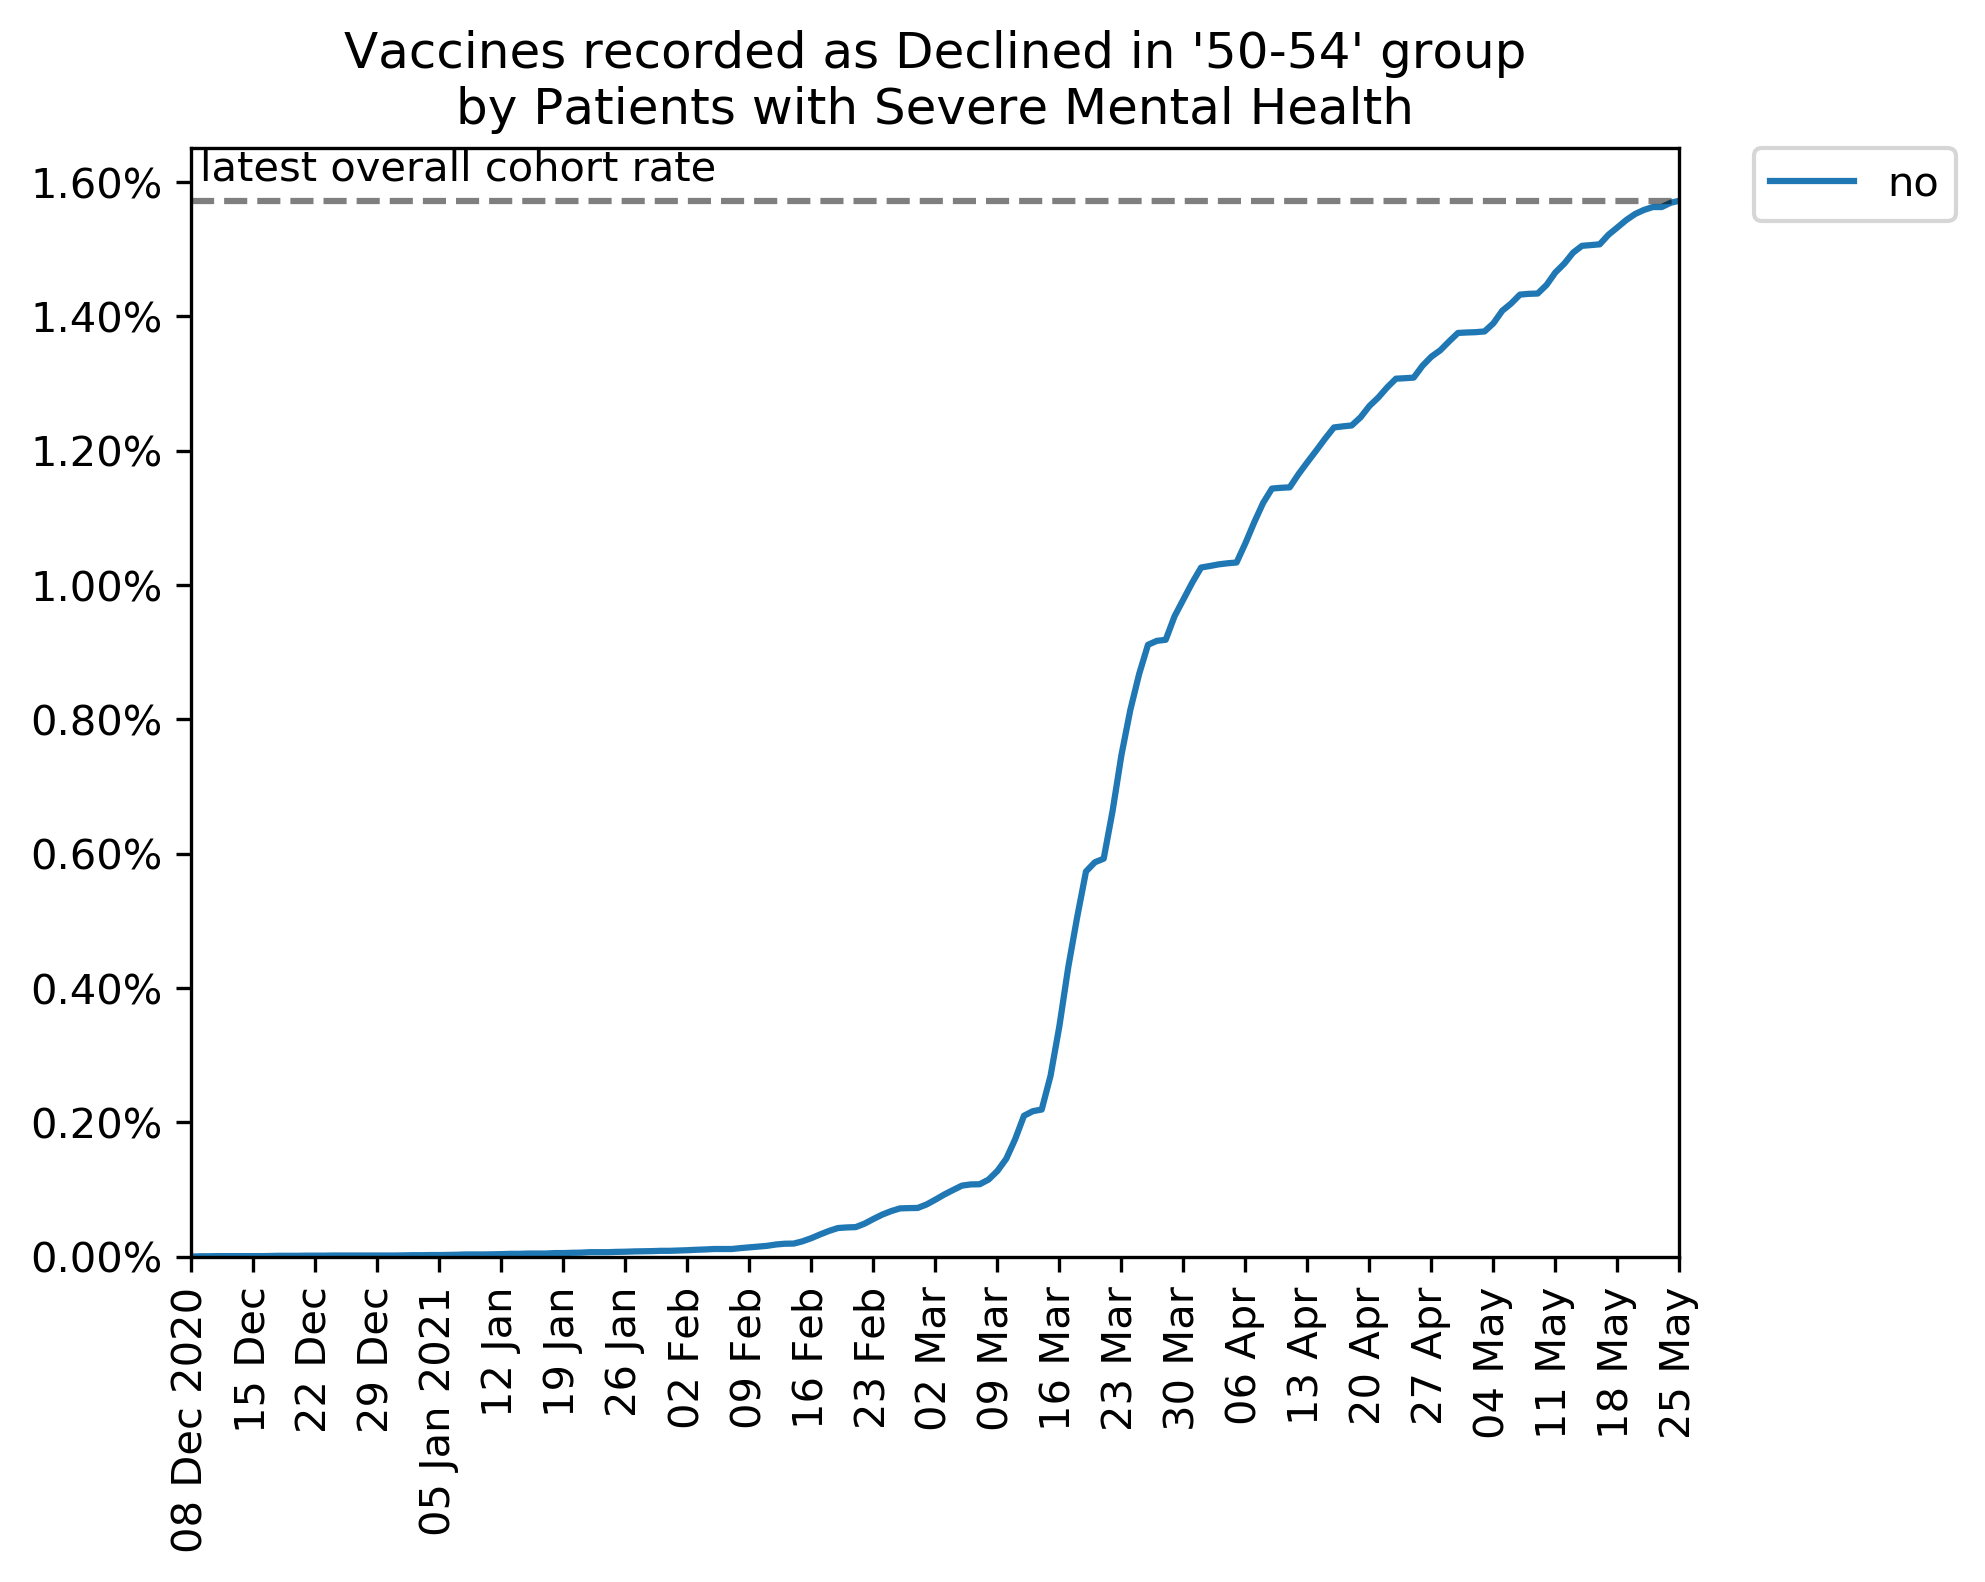 Vaccines recorded as Declined in '50-54' group
by Patients with Severe Mental Health
latest overall cohort rate
no
1.60%
1.40%
1.20%
1.00%
0.80%
0.60%
0.40%
0.20%
0.00%
08 Dec 2020
15 Dec
22 Dec
29 Dec
05 Jan 2021
12 Jan
19 Jan
26 Jan
02 Feb
09 Feb
16 Feb
23 Feb
02 Mar
09 Mar
16 Mar
23 Mar
30 Mar
06 Apr
13 Apr
20 Apr
27 Apr
04 May
11 May
18 May
25 May